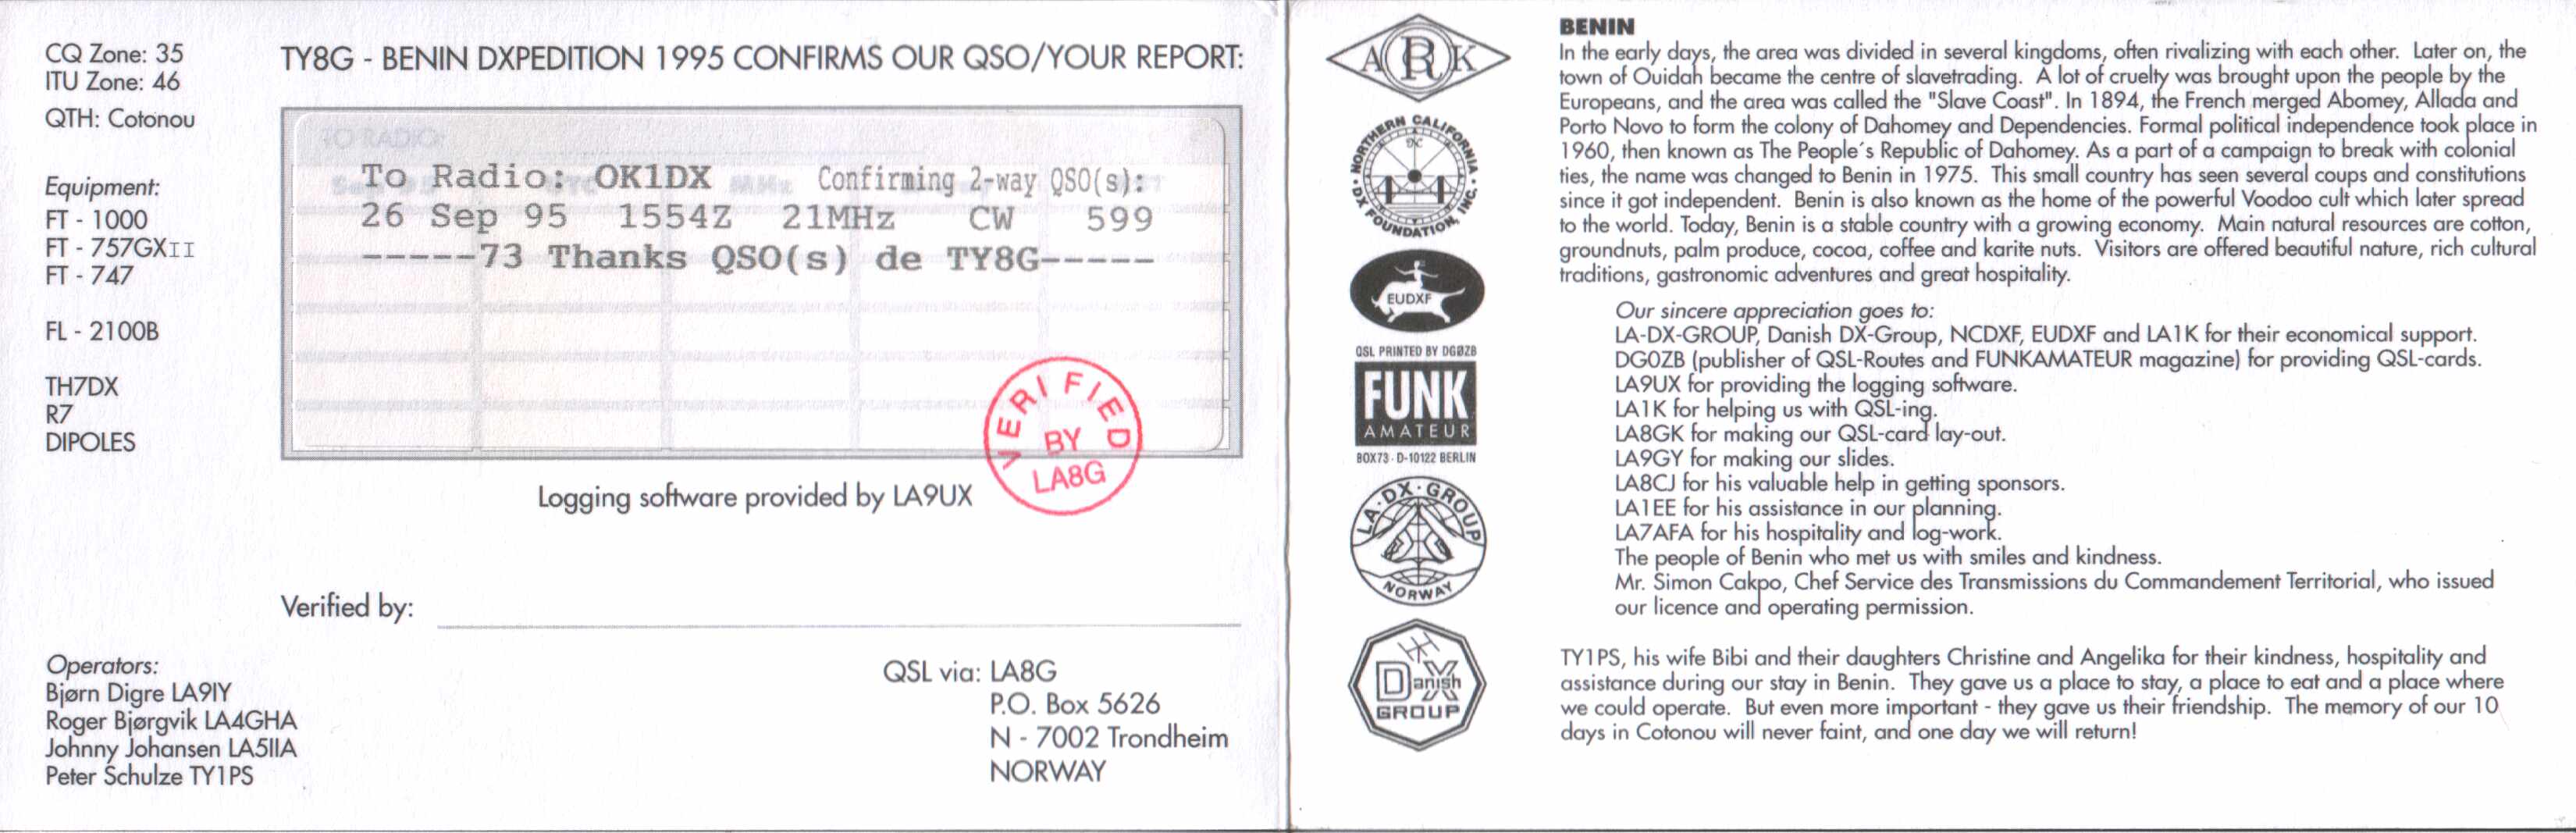 CQ Zone: 35
ITU Zone: 46
QTH: Cotonou
Equipment:
FT - 1000
FT - 757GXII
FT - 747
FL - 2100B
TH7DX
R7
DIPOLES
TY8G - BENIN DXPEDITION 1995 CONFIRMS OUR QSO/YOUR REPORT:
TO RADIO:
To Radio: OK1DX Confirming 2-way QSO(s):
26 Sep 95 1554Z 21MHz CW 599
-----73 Thanks QSO(s) de TY8G-----
VERIFIED
BY
LA8G
Logging software provided by LA9UX
Verified by:
Operators:
Bjørn Digre LA9IY
Roger Bjørgvik LA4GHA
Johnny Johansen LA5IIA
Peter Schulze TY1PS
QSL via: LA8G
P.O. Box 5626
N - 7002 Trondheim
NORWAY
ARK
NORTHERN CALIFORNIA
DX FOUNDATION, INC.
EUDXF
QSL PRINTED BY DGØZB
FUNK
AMATEUR
BOX73 · D-10122 BERLIN
LA·DX·GROUP
NORWAY
DX
Danish
GROUP
BENIN
In the early days, the area was divided in several kingdoms, often rivalizing with each other. Later on, the
town of Ouidah became the centre of slavetrading. A lot of cruelty was brought upon the people by the
Europeans, and the area was called the "Slave Coast". In 1894, the French merged Abomey, Allada and
Porto Novo to form the colony of Dahomey and Dependencies. Formal political independence took place in
1960, then known as The People´s Republic of Dahomey. As a part of a campaign to break with colonial
ties, the name was changed to Benin in 1975. This small country has seen several coups and constitutions
since it got independent. Benin is also known as the home of the powerful Voodoo cult which later spread
to the world. Today, Benin is a stable country with a growing economy. Main natural resources are cotton,
groundnuts, palm produce, cocoa, coffee and karite nuts. Visitors are offered beautiful nature, rich cultural
traditions, gastronomic adventures and great hospitality.
Our sincere appreciation goes to:
LA-DX-GROUP, Danish DX-Group, NCDXF, EUDXF and LA1K for their economical support.
DG0ZB (publisher of QSL-Routes and FUNKAMATEUR magazine) for providing QSL-cards.
LA9UX for providing the logging software.
LA1K for helping us with QSL-ing.
LA8GK for making our QSL-card lay-out.
LA9GY for making our slides.
LA8CJ for his valuable help in getting sponsors.
LA1EE for his assistance in our planning.
LA7AFA for his hospitality and log-work.
The people of Benin who met us with smiles and kindness.
Mr. Simon Cakpo, Chef Service des Transmissions du Commandement Territorial, who issued
our licence and operating permission.
TY1PS, his wife Bibi and their daughters Christine and Angelika for their kindness, hospitality and
assistance during our stay in Benin. They gave us a place to stay, a place to eat and a place where
we could operate. But even more important - they gave us their friendship. The memory of our 10
days in Cotonou will never faint, and one day we will return!